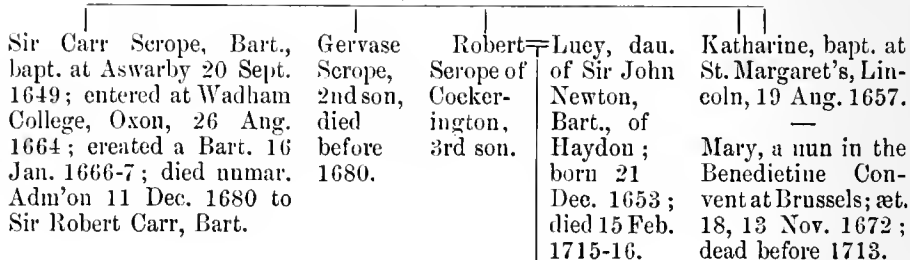 Sir Carr Scrope, Bart.,
bapt. at Aswarby 20 Sept.
1649; entered at Wadham
College, Oxon, 26 Ang.
1664; created a Bart. 16
Jan. 1666-7; died unmar.
Adm'on 11 Dec. 1680 to
Sir Robert Carr, Bart.
Gervase
Scrope,
2nd son,
died
before
1680.
Robert
Scrope of
Cocker-
ington,
3rd son.
Lucy, dau.
of Sir John
Newton,
Bart., of
Haydon;
born 21
Dec. 1653;
died 15 Feb.
1715-16.
Katharine, bapt. at
St. Margaret's, Lin-
coln, 19 Aug. 1657.
—
Mary, a nun in the
Benedictine Con-
vent at Brussels; æt.
18, 13 Nov. 1672;
dead before 1713.